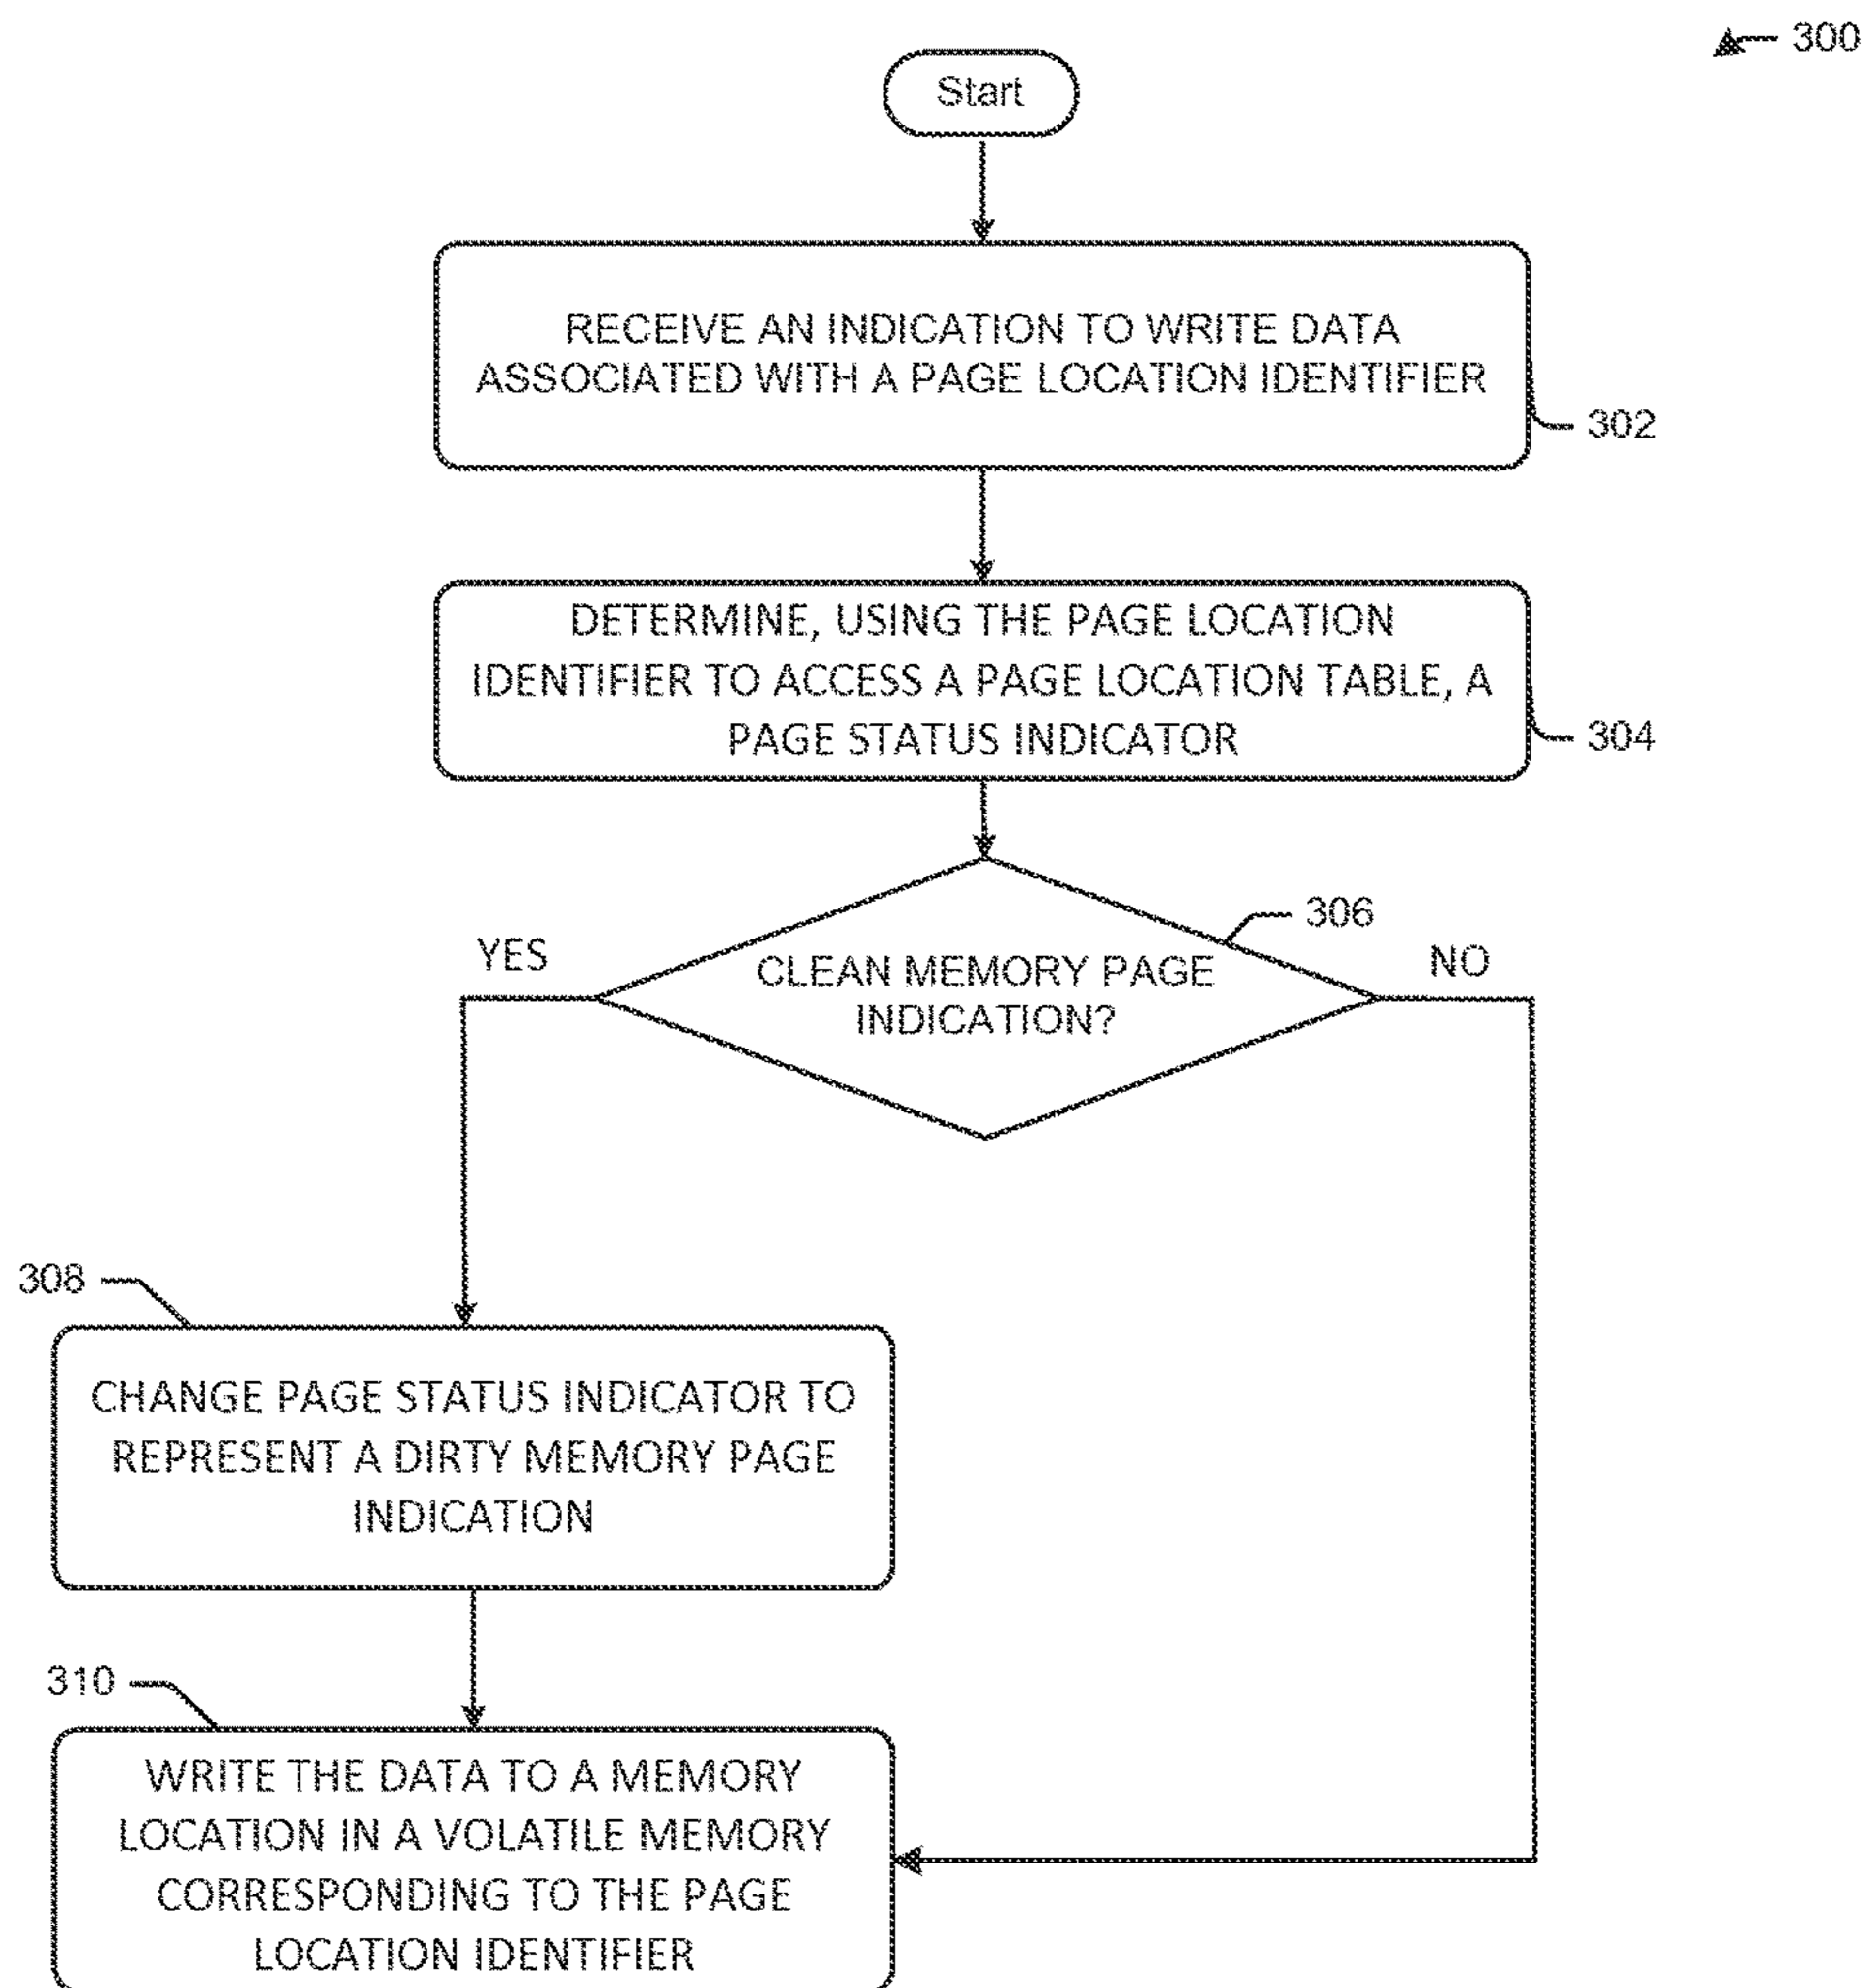 300
Start
RECEIVE AN INDICATION TO WRITE DATA
ASSOCIATED WITH A PAGE LOCATION IDENTIFIER
302
DETERMINE, USING THE PAGE LOCATION
IDENTIFIER TO ACCESS A PAGE LOCATION TABLE, A
PAGE STATUS INDICATOR
304
306
YES
CLEAN MEMORY PAGE
INDICATION?
NO
308
CHANGE PAGE STATUS INDICATOR TO
REPRESENT A DIRTY MEMORY PAGE
INDICATION
310
WRITE THE DATA TO A MEMORY
LOCATION IN A VOLATILE MEMORY
CORRESPONDING TO THE PAGE
LOCATION IDENTIFIER